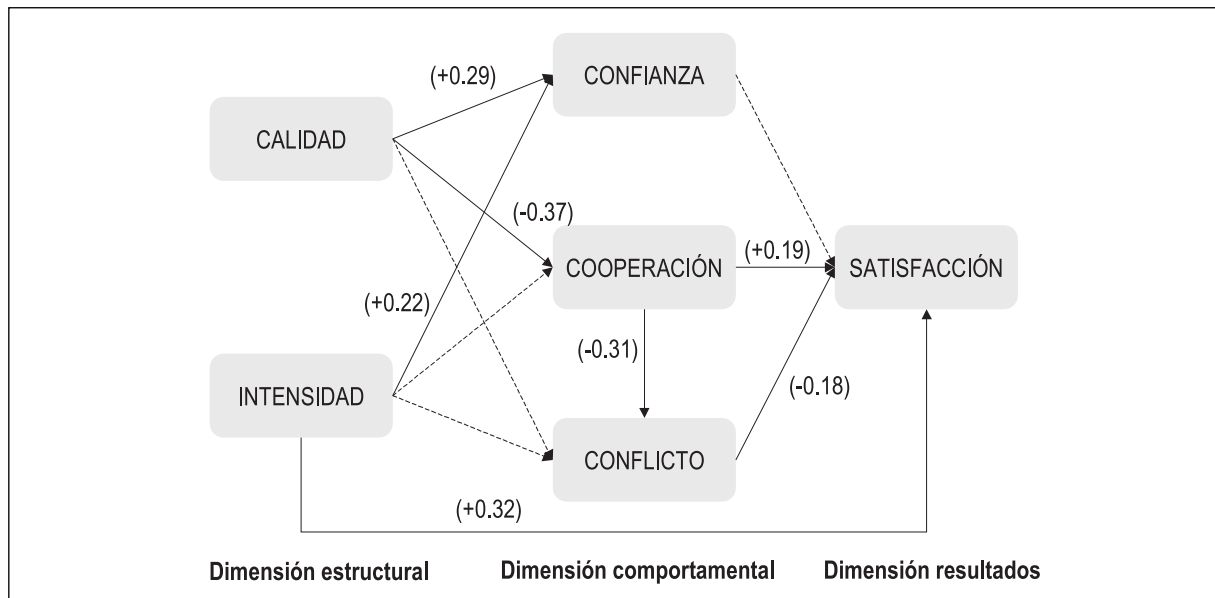 CONFIANZA
(+0.29)
CALIDAD
(-0.37)
COOPERACIÓN
(+0.19)
SATISFACCIÓN
(+0.22)
(-0.31)
INTENSIDAD
(-0.18)
CONFLICTO
(+0.32)
Dimensión estructural Dimensión comportamental Dimensión resultados